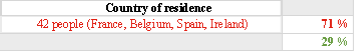 Country of residence
42 people (France, Belgium, Spain, Ireland) 71 %
29 %